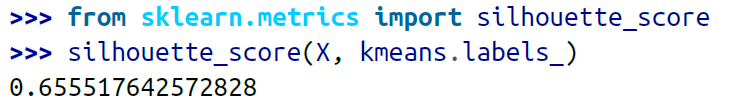 >>> from sklearn.metrics import silhouette_score
>>> silhouette_score(X, kmeans.labels_)
0.655517642572828